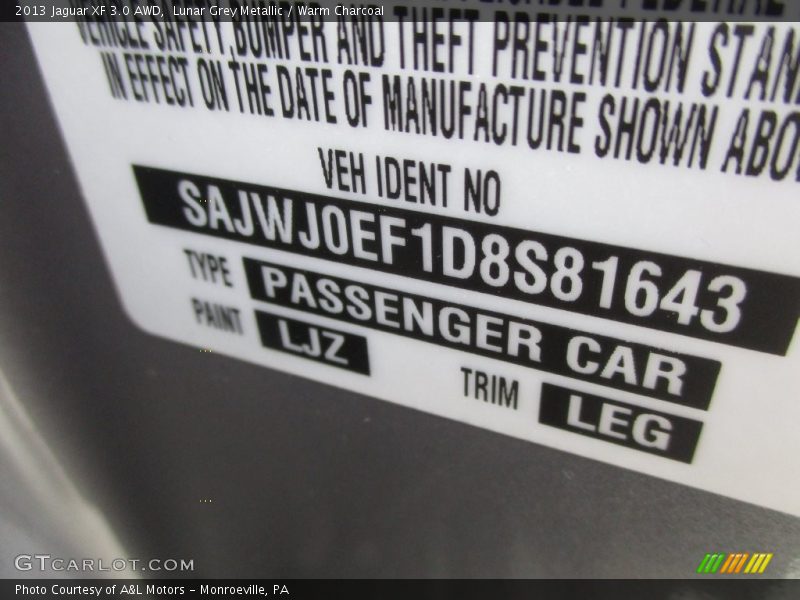 2013 Jaguar XF 3.0 AWD, Lunar Grey Metallic / Warm Charcoal
VEHICLE SAFETY, BUMPER AND THEFT PREVENTION STAN
IN EFFECT ON THE DATE OF MANUFACTURE SHOWN ABO
VEH IDENT NO
SAJWJ0EF1D8S81643
TYPE PASSENGER CAR
PAINT LJZ
TRIM LEG
GTCARLOT.COM
Photo Courtesy of A&L Motors – Monroeville, PA